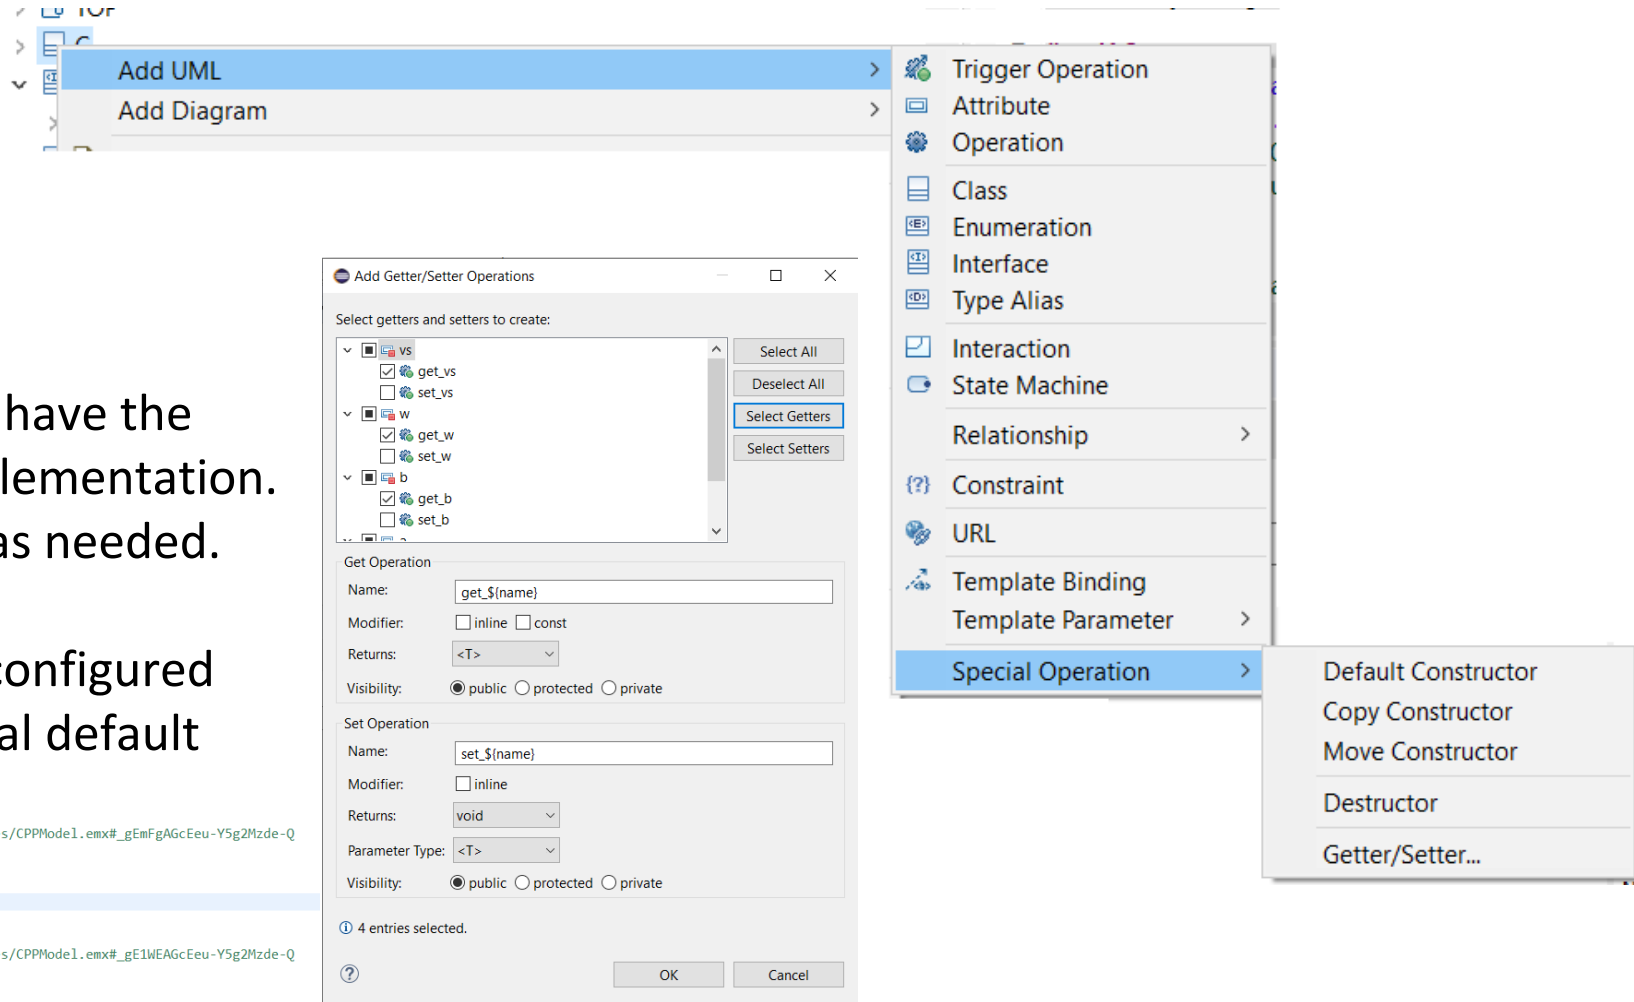 TOP
C
Add UML
Add Diagram
Trigger Operation
Attribute
Operation
Class
Enumeration
Interface
Type Alias
Interaction
State Machine
Relationship
Constraint
URL
Template Binding
Template Parameter
Special Operation
Default Constructor
Copy Constructor
Move Constructor
Destructor
Getter/Setter...
have the
lementation.
as needed.
configured
al default
s/CPPModel.emx#_gEmFgAGcEeu-Y5g2Mzde-Q
s/CPPModel.emx#_gE1WEAGcEeu-Y5g2Mzde-Q
Add Getter/Setter Operations
Select getters and setters to create:
vs
get_vs
set_vs
w
get_w
set_w
b
get_b
set_b
Select All
Deselect All
Select Getters
Select Setters
Get Operation
Name: get_${name}
Modifier: inline const
Returns: <T>
Visibility: public protected private
Set Operation
Name: set_${name}
Modifier: inline
Returns: void
Parameter Type: <T>
Visibility: public protected private
4 entries selected.
OK Cancel